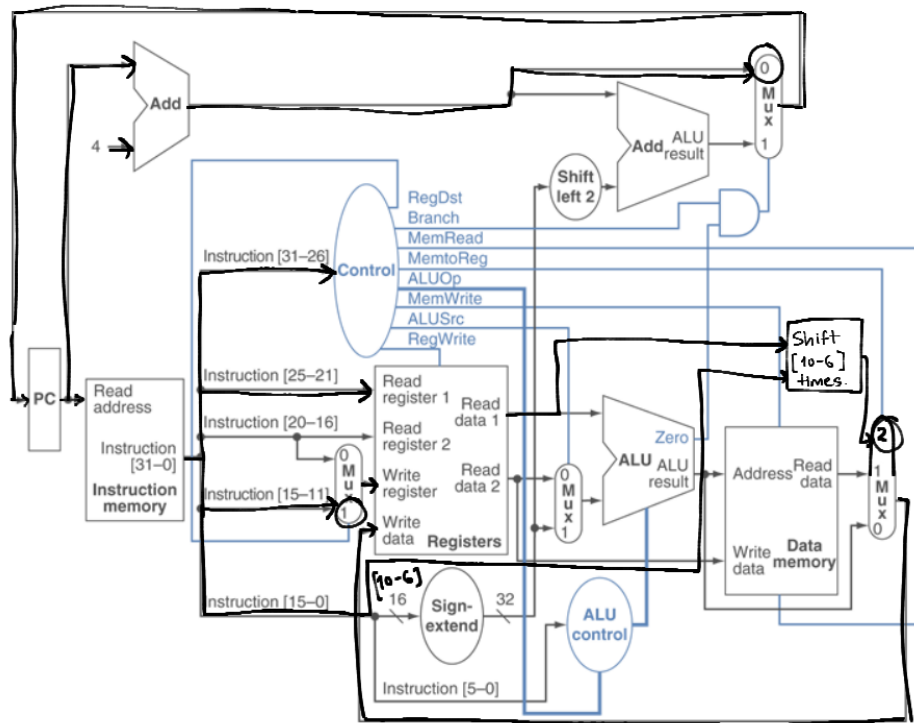 0
M
u
x
1
Add
4
Add
ALU
result
Shift
left 2
RegDst
Branch
MemRead
MemtoReg
ALUOp
MemWrite
ALUSrc
RegWrite
Control
Instruction [31–26]
Instruction [25–21]
Instruction [20–16]
Instruction [15–11]
Instruction [15–0]
Instruction [5–0]
PC
Read
address
Instruction
[31–0]
Instruction
memory
0
M
u
x
1
Read
register 1
Read
register 2
Write
register
Write
data
Read
data 1
Read
data 2
Registers
0
M
u
x
1
Zero
ALU
ALU
result
Shift
[10-6]
times.
Address
Read
data
Write
data
Data
memory
2
1
M
u
x
0
[10-6]
16
Sign-
extend
32
ALU
control